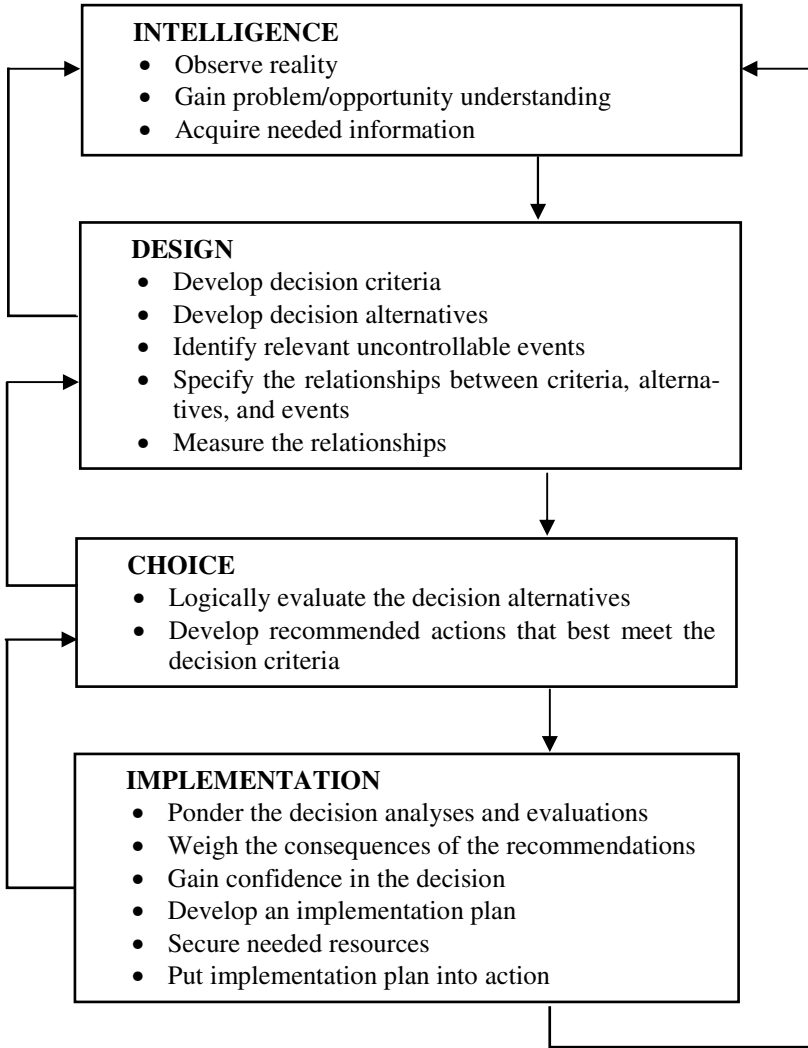 INTELLIGENCE
• Observe reality
• Gain problem/opportunity understanding
• Acquire needed information
DESIGN
• Develop decision criteria
• Develop decision alternatives
• Identify relevant uncontrollable events
• Specify the relationships between criteria, alterna-
tives, and events
• Measure the relationships
CHOICE
• Logically evaluate the decision alternatives
• Develop recommended actions that best meet the
decision criteria
IMPLEMENTATION
• Ponder the decision analyses and evaluations
• Weigh the consequences of the recommendations
• Gain confidence in the decision
• Develop an implementation plan
• Secure needed resources
• Put implementation plan into action